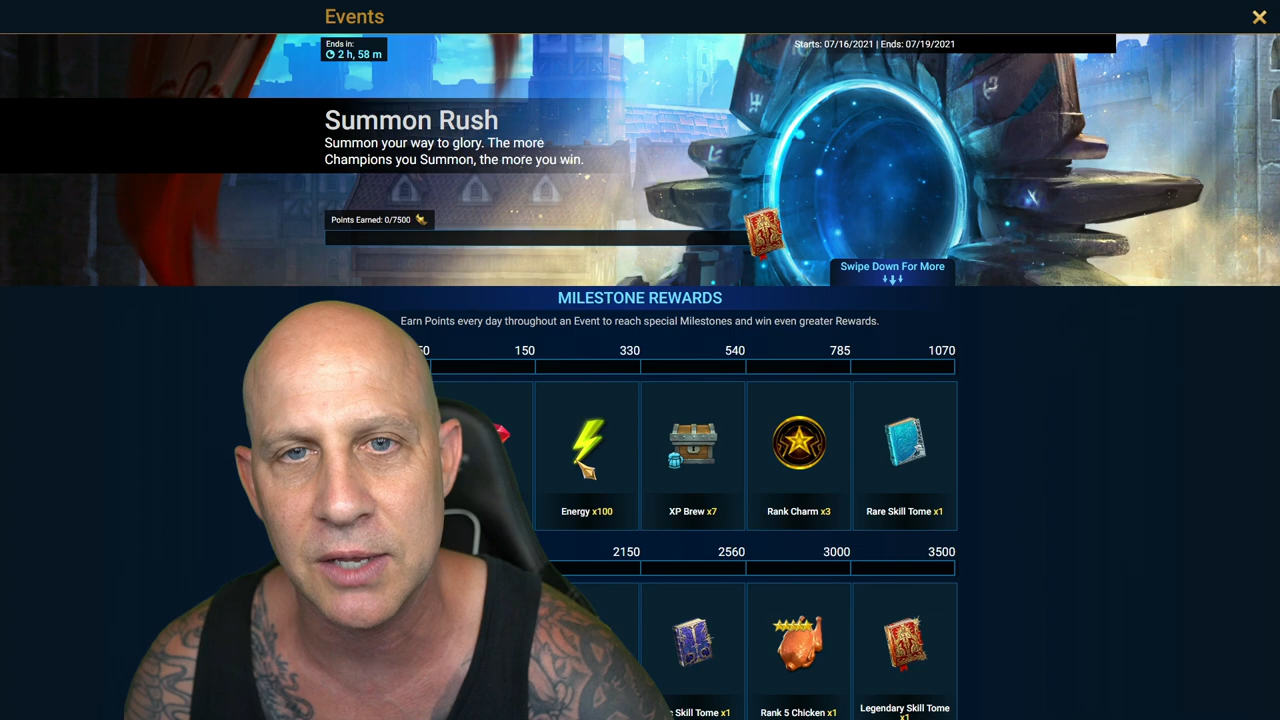 Events
Ends in:
2 h, 58 m
Starts: 07/16/2021 | Ends: 07/19/2021
Summon Rush
Summon your way to glory. The more
Champions you Summon, the more you win.
Points Earned: 0/7500
Swipe Down For More
MILESTONE REWARDS
Earn Points every day throughout an Event to reach special Milestones and win even greater Rewards.
150 330 540 785 1070
Energy x100 XP Brew x7 Rank Charm x3 Rare Skill Tome x1
2150 2560 3000 3500
Skill Tome x1 Rank 5 Chicken x1 Legendary Skill Tome
x1